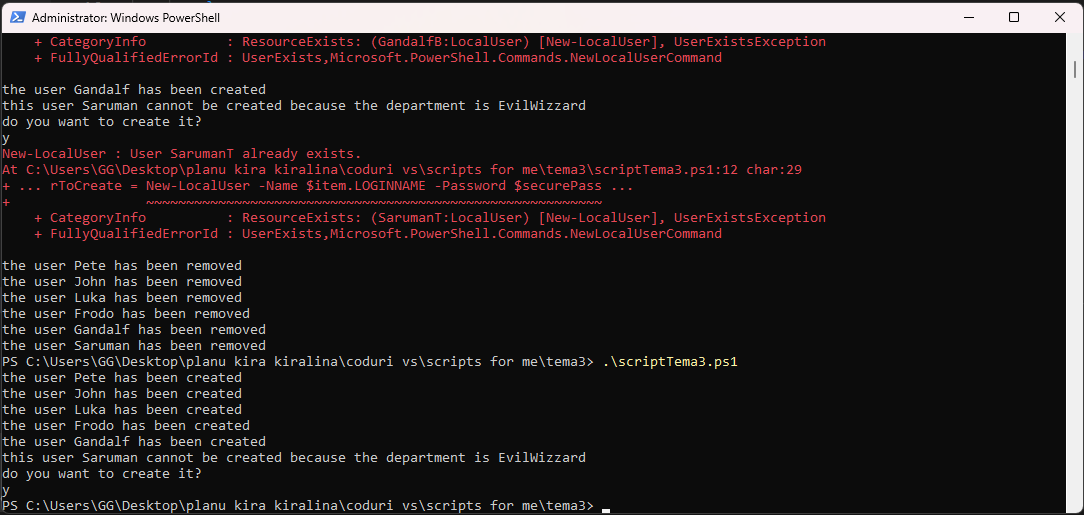 Administrator: Windows PowerShell
    + CategoryInfo          : ResourceExists: (GandalfB:LocalUser) [New-LocalUser], UserExistsException
    + FullyQualifiedErrorId : UserExists,Microsoft.PowerShell.Commands.NewLocalUserCommand
the user Gandalf has been created
this user Saruman cannot be created because the department is EvilWizzard
do you want to create it?
y
New-LocalUser : User SarumanT already exists.
At C:\Users\GG\Desktop\planu kira kiralina\coduri vs\scripts for me\tema3\scriptTema3.ps1:12 char:29
+ ... rToCreate = New-LocalUser -Name $item.LOGINNAME -Password $securePass ...
+                 ~~~~~~~~~~~~~~~~~~~~~~~~~~~~~~~~~~~~~~~~~~~~~~~~~~~~~~~~~
    + CategoryInfo          : ResourceExists: (SarumanT:LocalUser) [New-LocalUser], UserExistsException
    + FullyQualifiedErrorId : UserExists,Microsoft.PowerShell.Commands.NewLocalUserCommand
the user Pete has been removed
the user John has been removed
the user Luka has been removed
the user Frodo has been removed
the user Gandalf has been removed
the user Saruman has been removed
PS C:\Users\GG\Desktop\planu kira kiralina\coduri vs\scripts for me\tema3> .\scriptTema3.ps1
the user Pete has been created
the user John has been created
the user Luka has been created
the user Frodo has been created
the user Gandalf has been created
this user Saruman cannot be created because the department is EvilWizzard
do you want to create it?
y
PS C:\Users\GG\Desktop\planu kira kiralina\coduri vs\scripts for me\tema3>